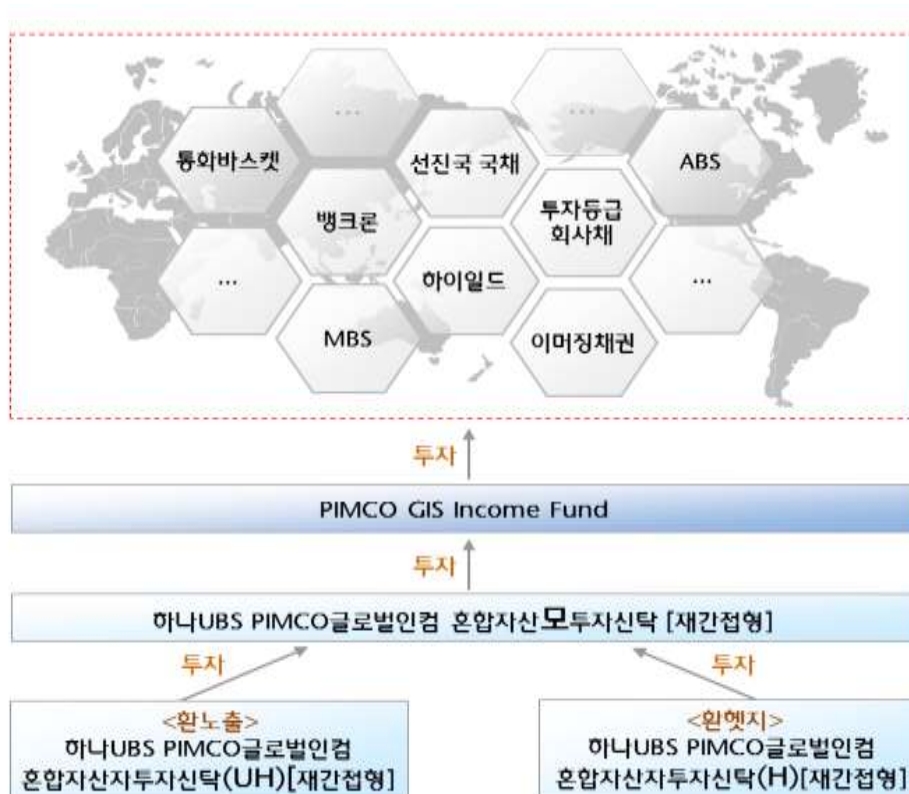 ...
...
통화바스켓
선진국 국채
ABS
뱅크론
투자등급
회사채
...
하이일드
...
MBS
이머징채권
투자
PIMCO GIS Income Fund
투자
하나UBS PIMCO글로벌인컴 혼합자산모투자신탁 [재간접형]
투자
투자
<환노출>
하나UBS PIMCO글로벌인컴
혼합자산자투자신탁(UH)[재간접형]
<환헷지>
하나UBS PIMCO글로벌인컴
혼합자산자투자신탁(H)[재간접형]